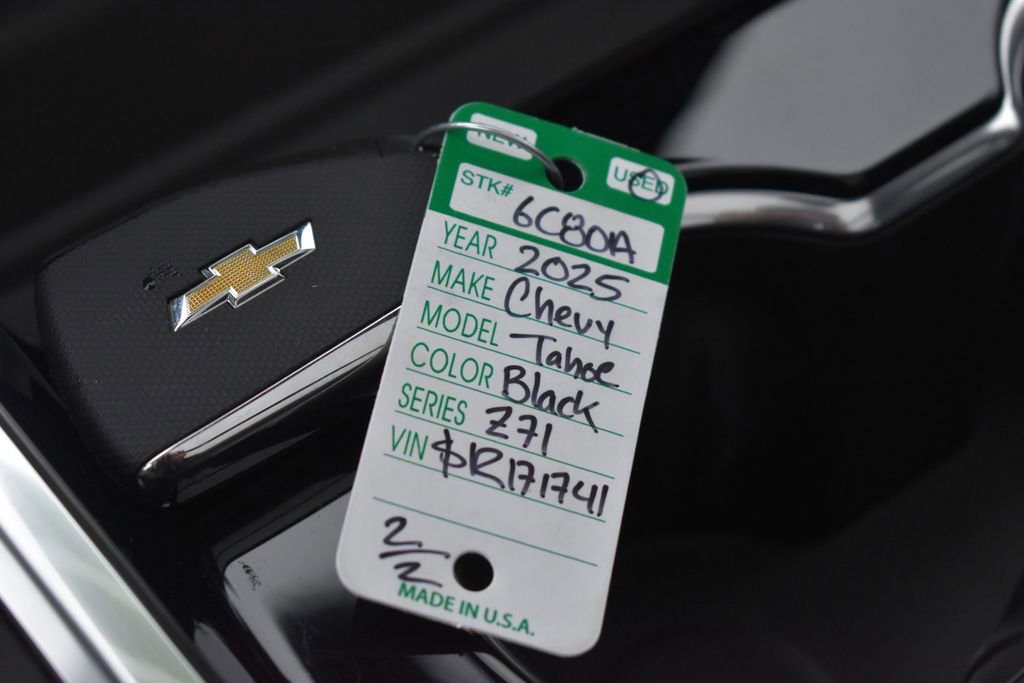 NEW USED
STK# 6C80A
YEAR 2025
MAKE Chevy
MODEL Tahoe
COLOR Black
SERIES Z71
VIN $R171741
2/2
MADE IN U.S.A.